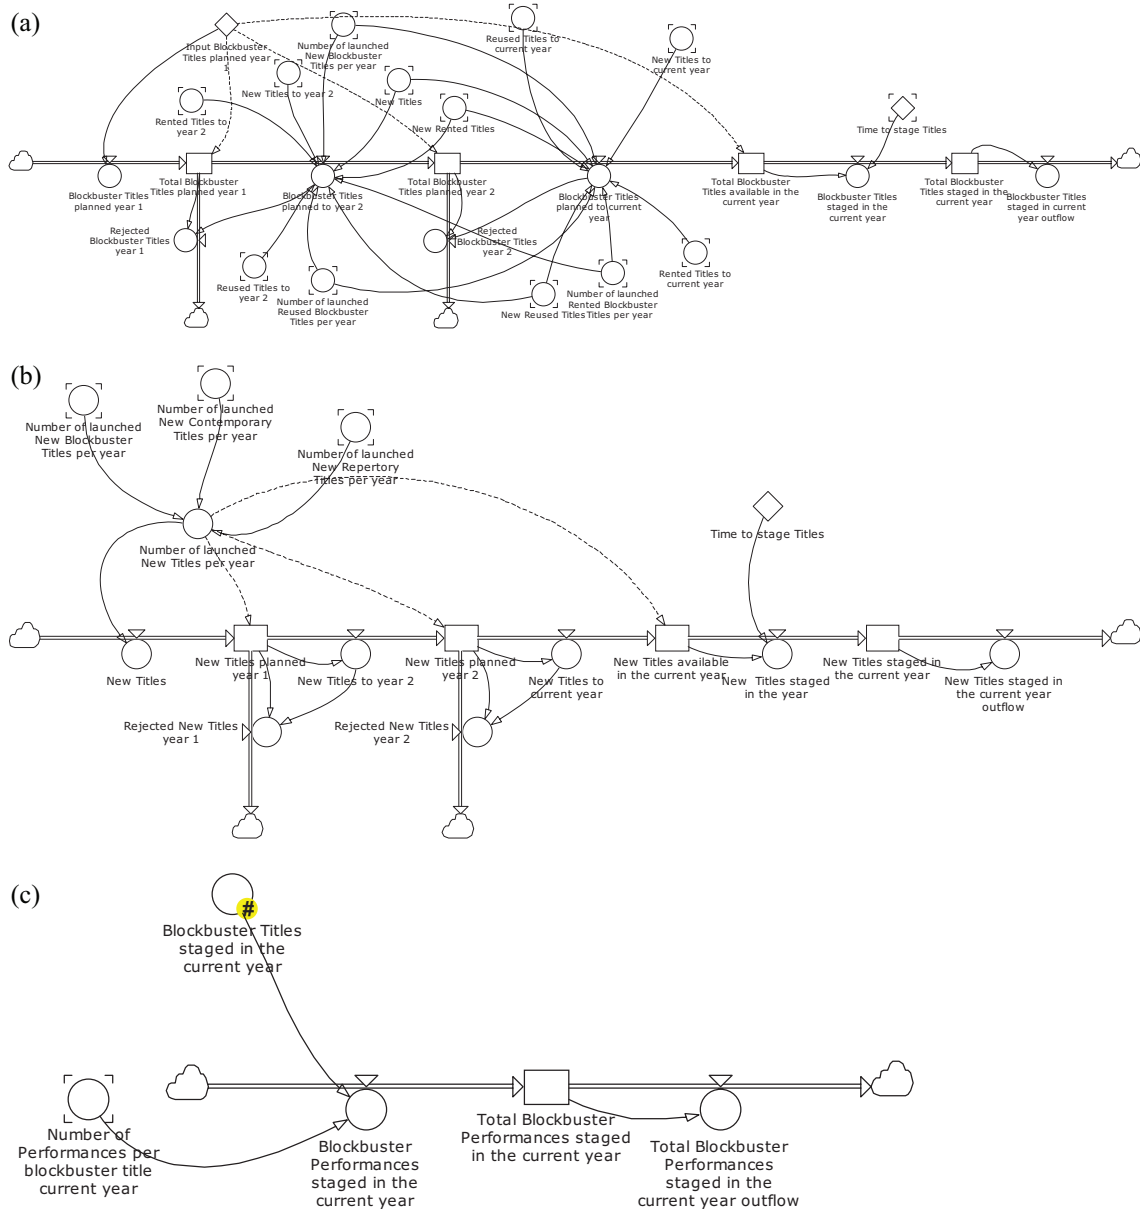 (a)
Input Blockbuster
Titles planned year
1
Number of launched
New Blockbuster
Titles per year
Reused Titles to
current year
New Titles to
current year
New Titles to year 2
New Titles
Rented Titles to
year 2
New Rented Titles
Time to stage Titles
Blockbuster Titles
planned year 1
Total Blockbuster
Titles planned year 1
Blockbuster Titles
planned to year 2
Total Blockbuster
Titles planned year 2
Blockbuster Titles
planned to current
year
Total Blockbuster
Titles available in the
current year
Blockbuster Titles
staged in the
current year
Total Blockbuster
Titles staged in the
current year
Blockbuster Titles
staged in current
year outflow
Rejected
Blockbuster Titles
year 1
Rejected
Blockbuster Titles
year 2
Reused Titles to
year 2
Number of launched
Reused Blockbuster
Titles per year
New Reused Titles
Number of launched
Rented Blockbuster
Titles per year
Rented Titles to
current year
(b)
Number of launched
New Blockbuster
Titles per year
Number of launched
New Contemporary
Titles per year
Number of launched
New Repertory
Titles per year
Number of launched
New Titles per year
Time to stage Titles
New Titles
New Titles planned
year 1
New Titles to year 2
New Titles planned
year 2
New Titles to
current year
New Titles available
in the current year
New Titles staged
in the year
New Titles staged in
the current year
New Titles staged in
the current year
outflow
Rejected New Titles
year 1
Rejected New Titles
year 2
(c)
#
Blockbuster Titles
staged in the
current year
Number of
Performances per
blockbuster title
current year
Blockbuster
Performances
staged in the
current year
Total Blockbuster
Performances staged
in the current year
Total Blockbuster
Performances
staged in the
current year outflow